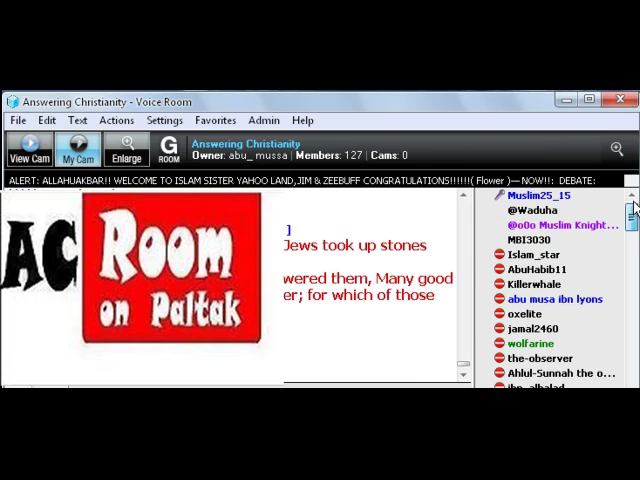 Answering Christianity - Voice Room
File Edit Text Actions Settings Favorites Admin Help
View Cam My Cam Enlarge G ROOM
Answering Christianity
Owner: abu_ mussa | Members: 127 | Cams: 0
ALERT: ALLAHUAKBAR!! WELCOME TO ISLAM SISTER YAHOO LAND,JIM & ZEEBUFF CONGRATULATIONS!!!!!!( Flower )—NOW!!: DEBATE:
AC Room
on Paltak
]
Jews took up stones
wered them, Many good
er; for which of those
Muslim25_15
@Waduha
@o0o Muslim Knight...
MBI3030
Islam_star
AbuHabib11
Killerwhale
abu musa ibn lyons
oxelite
jamal2460
wolfarine
the-observer
Ahlul-Sunnah the o...
ibn_albalad